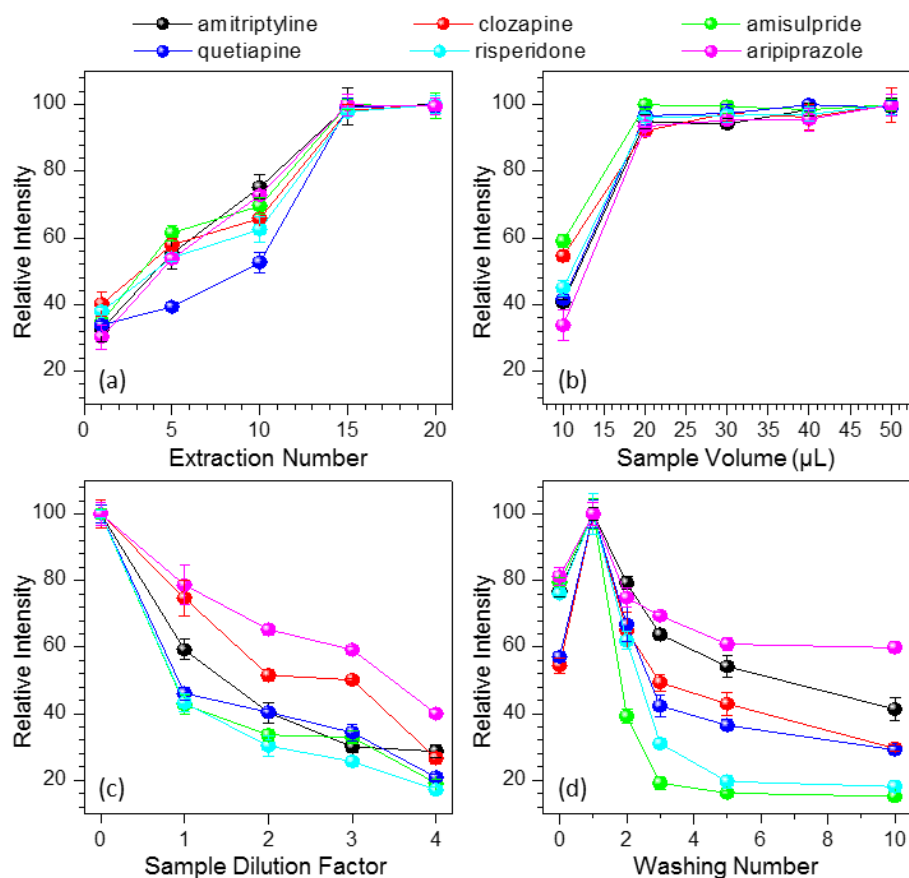 amitriptyline clozapine amisulpride
quetiapine risperidone aripiprazole
Relative Intensity
100
80
60
40
20
(a)
0 5 10 15 20
Extraction Number
Relative Intensity
100
80
60
40
20
(b)
10 15 20 25 30 35 40 45 50
Sample Volume (µL)
Relative Intensity
100
80
60
40
20
(c)
0 1 2 3 4
Sample Dilution Factor
Relative Intensity
100
80
60
40
20
(d)
0 2 4 6 8 10
Washing Number